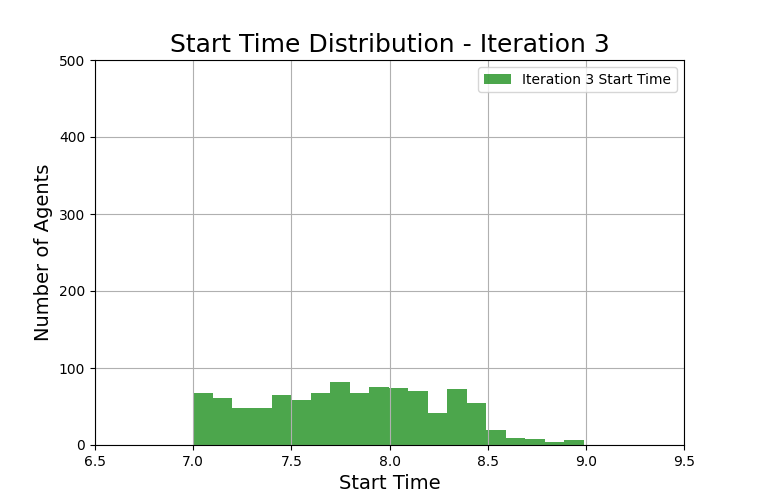 Start Time Distribution - Iteration 3
Iteration 3 Start Time
Number of Agents
500
400
300
200
100
0
6.5 7.0 7.5 8.0 8.5 9.0 9.5
Start Time